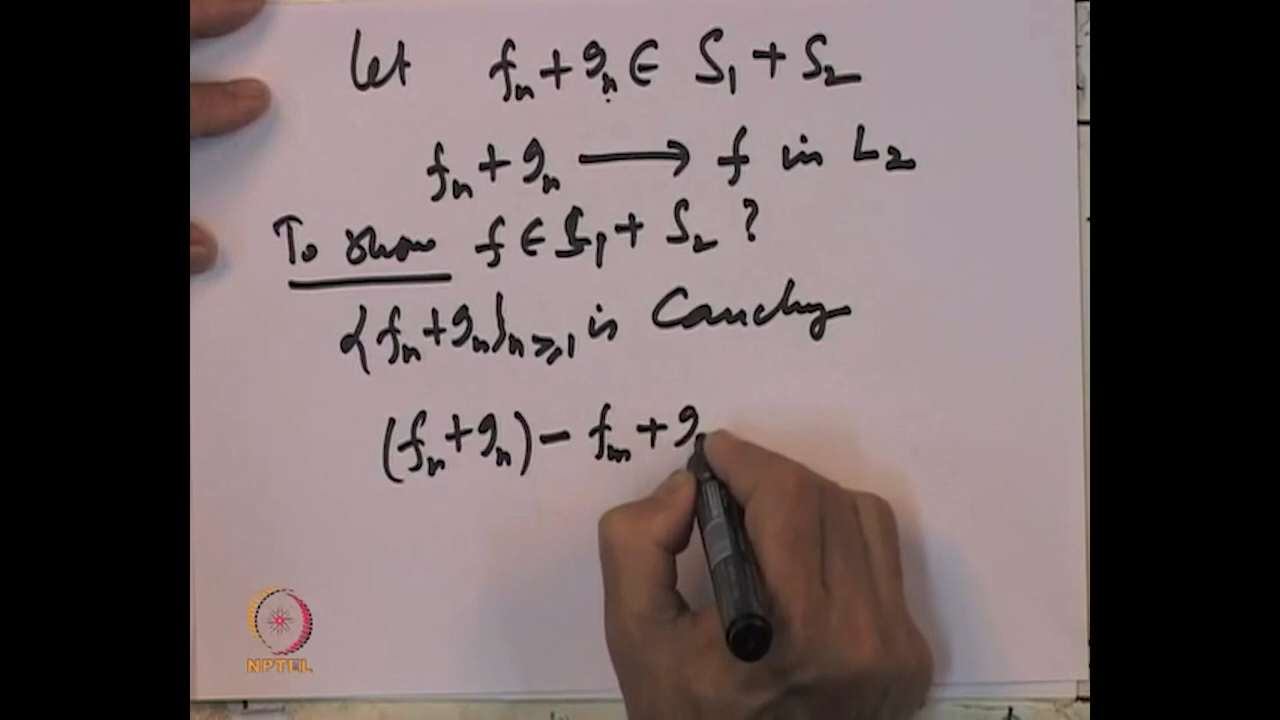 Let fₙ + gₙ ∈ S₁ + S₂
fₙ + gₙ ⟶ f in L₂
To show f ∈ S₁ + S₂ ?
{fₙ + gₙ}ₙ≥₁ is Cauchy
(fₙ + gₙ) − fₘ + g
NPTEL